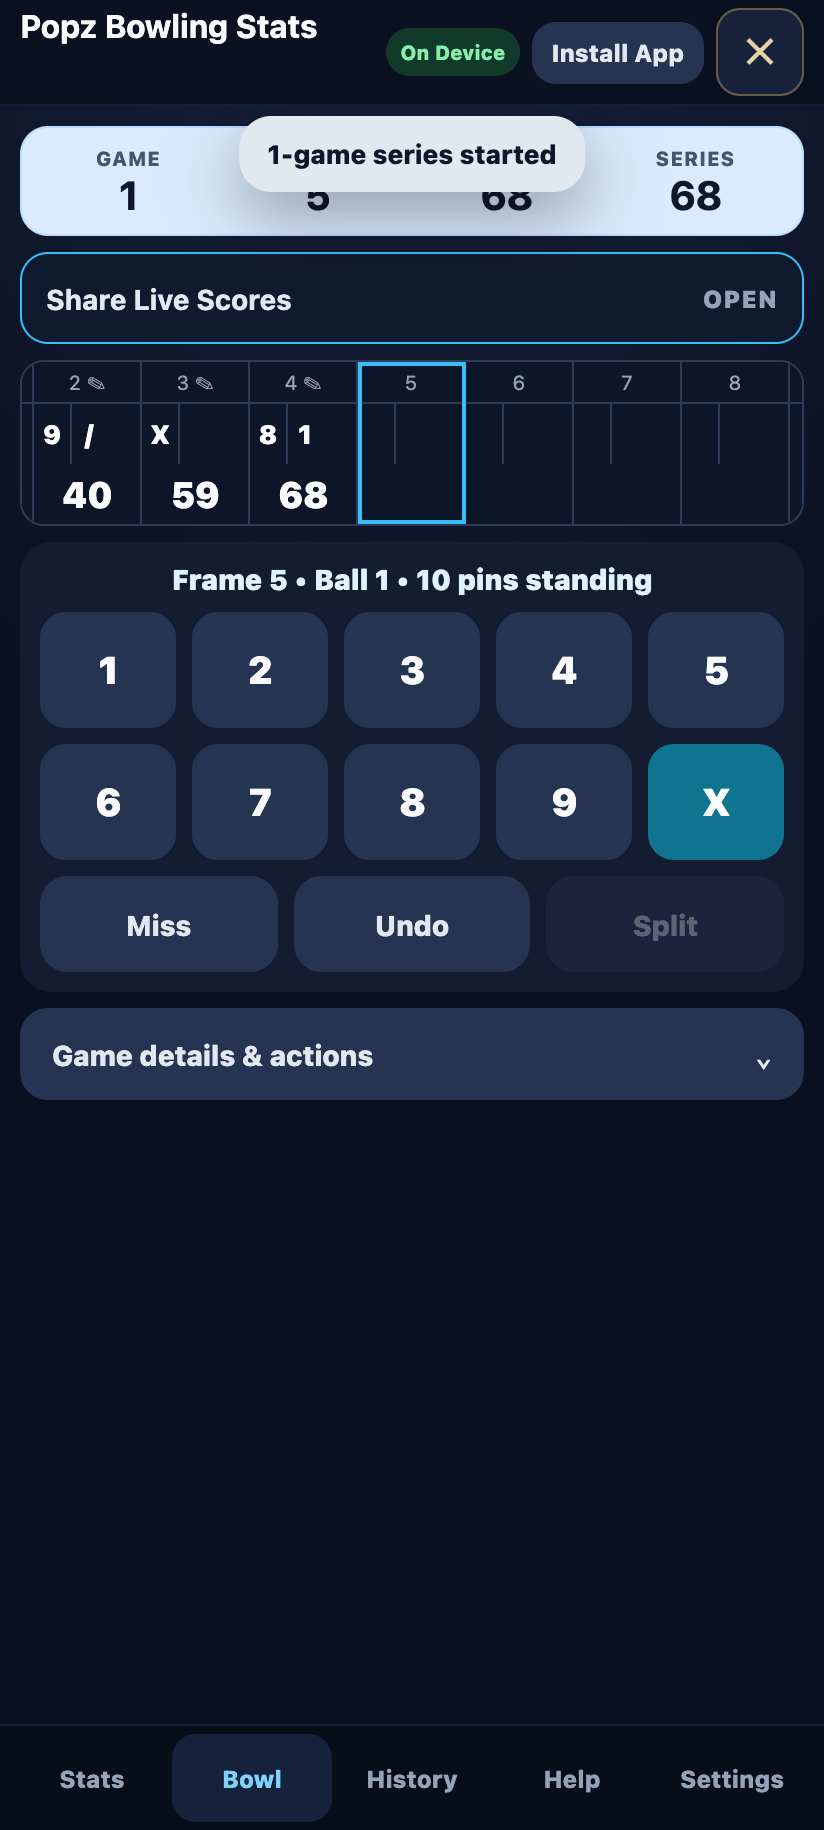 Popz Bowling Stats
On Device
Install App
1-game series started
GAME
SERIES
1
5
68
68
Share Live Scores
OPEN
2 ✎ 3 ✎ 4 ✎ 5 6 7 8
9 / X 8 1
40 59 68
Frame 5 • Ball 1 • 10 pins standing
1 2 3 4 5
6 7 8 9 X
Miss Undo Split
Game details & actions
Stats Bowl History Help Settings